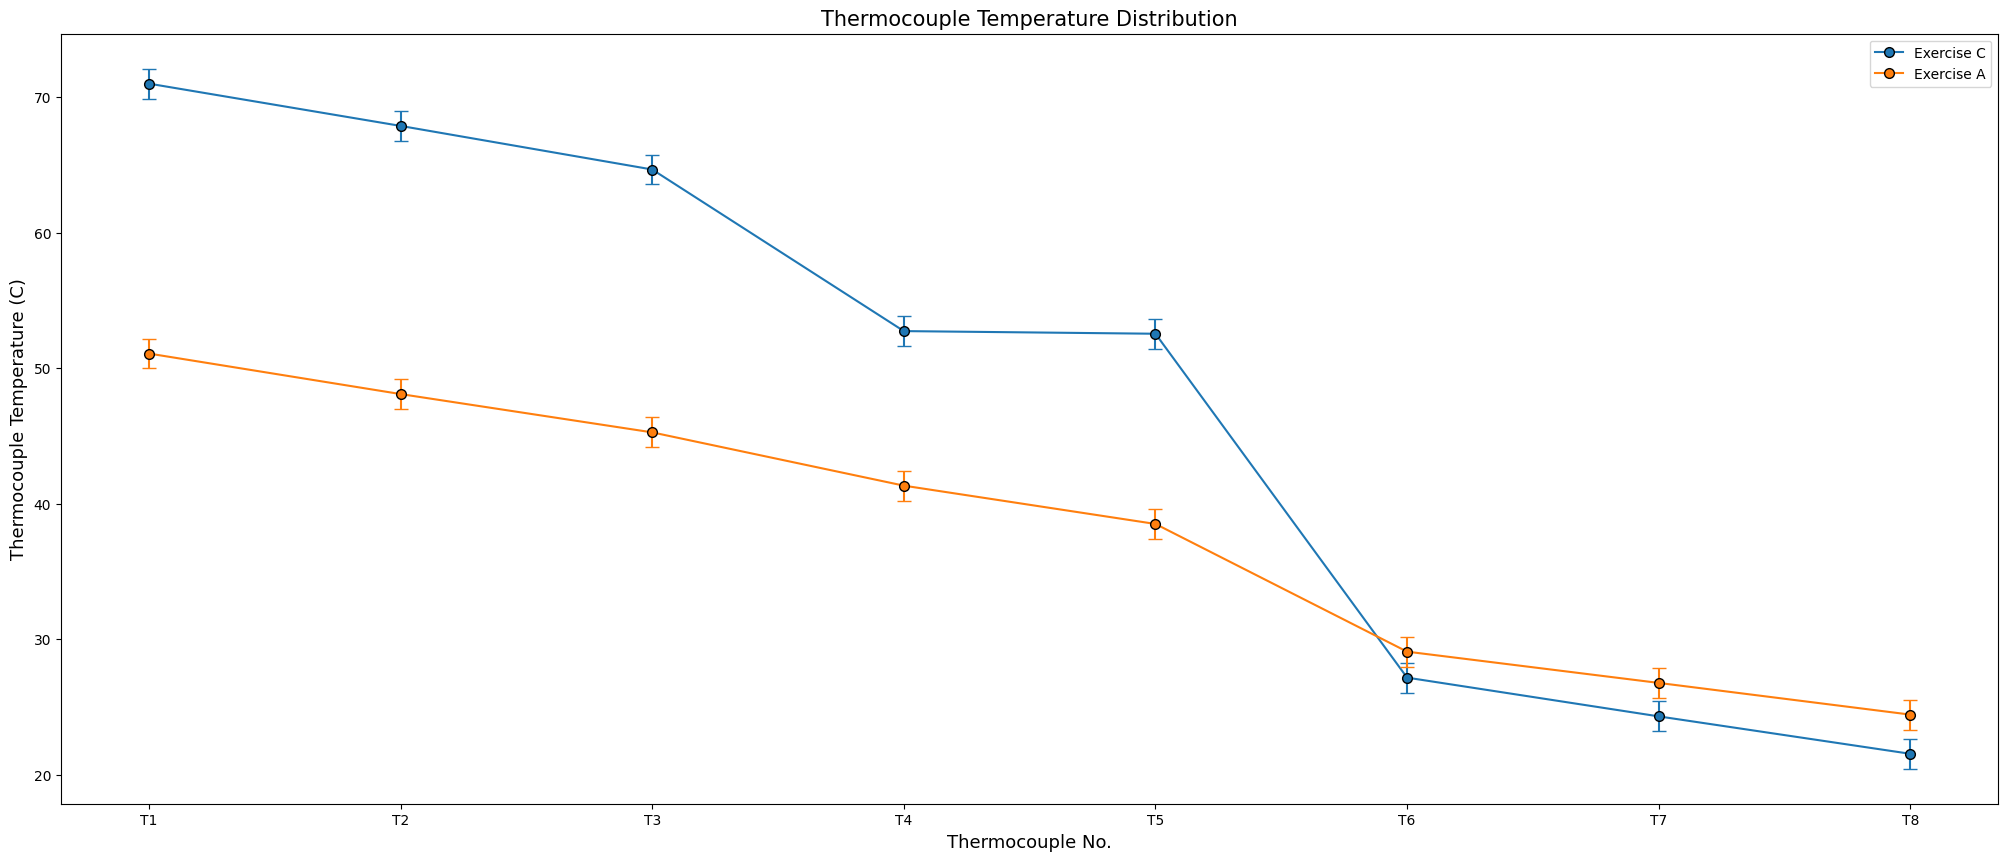 Thermocouple Temperature Distribution
Exercise C
Exercise A
Thermocouple Temperature (C)
70
60
50
40
30
20
T1 T2 T3 T4 T5 T6 T7 T8
Thermocouple No.